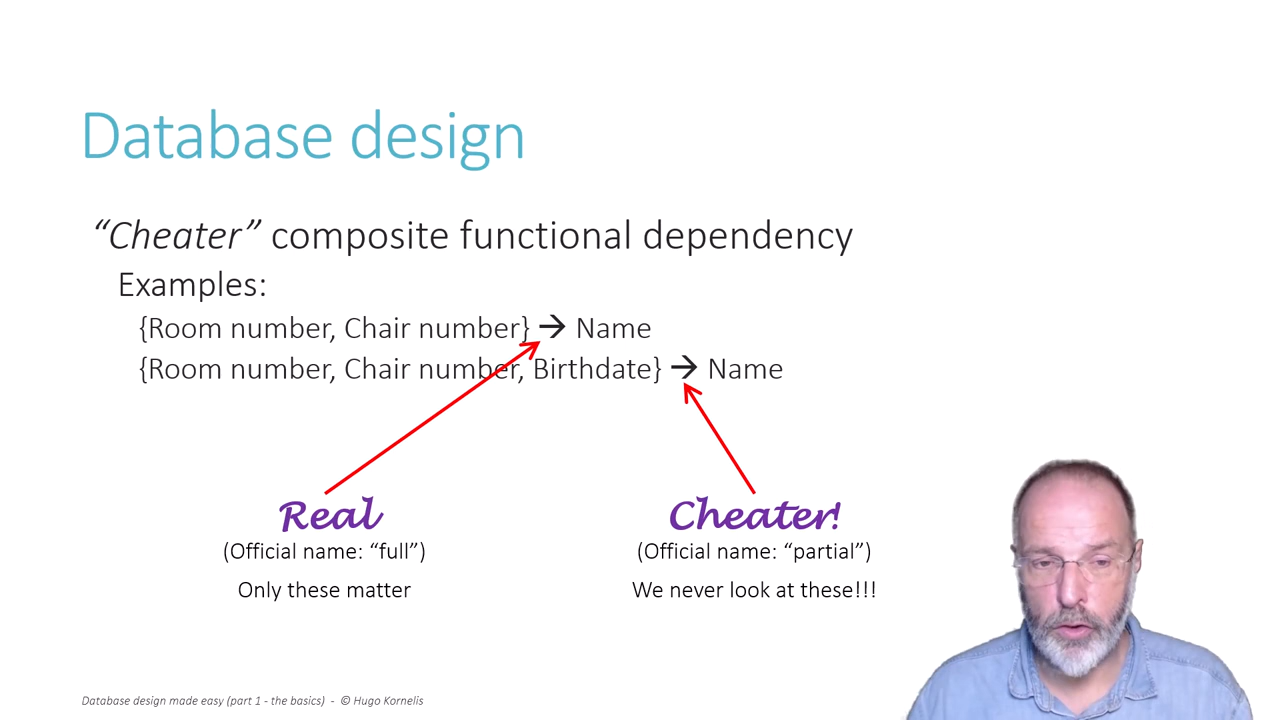 Database design
“Cheater” composite functional dependency
Examples:
{Room number, Chair number} → Name
{Room number, Chair number, Birthdate} → Name
Real
(Official name: “full”)
Only these matter
Cheater!
(Official name: “partial”)
We never look at these!!!
Database design made easy (part 1 - the basics) - © Hugo Kornelis